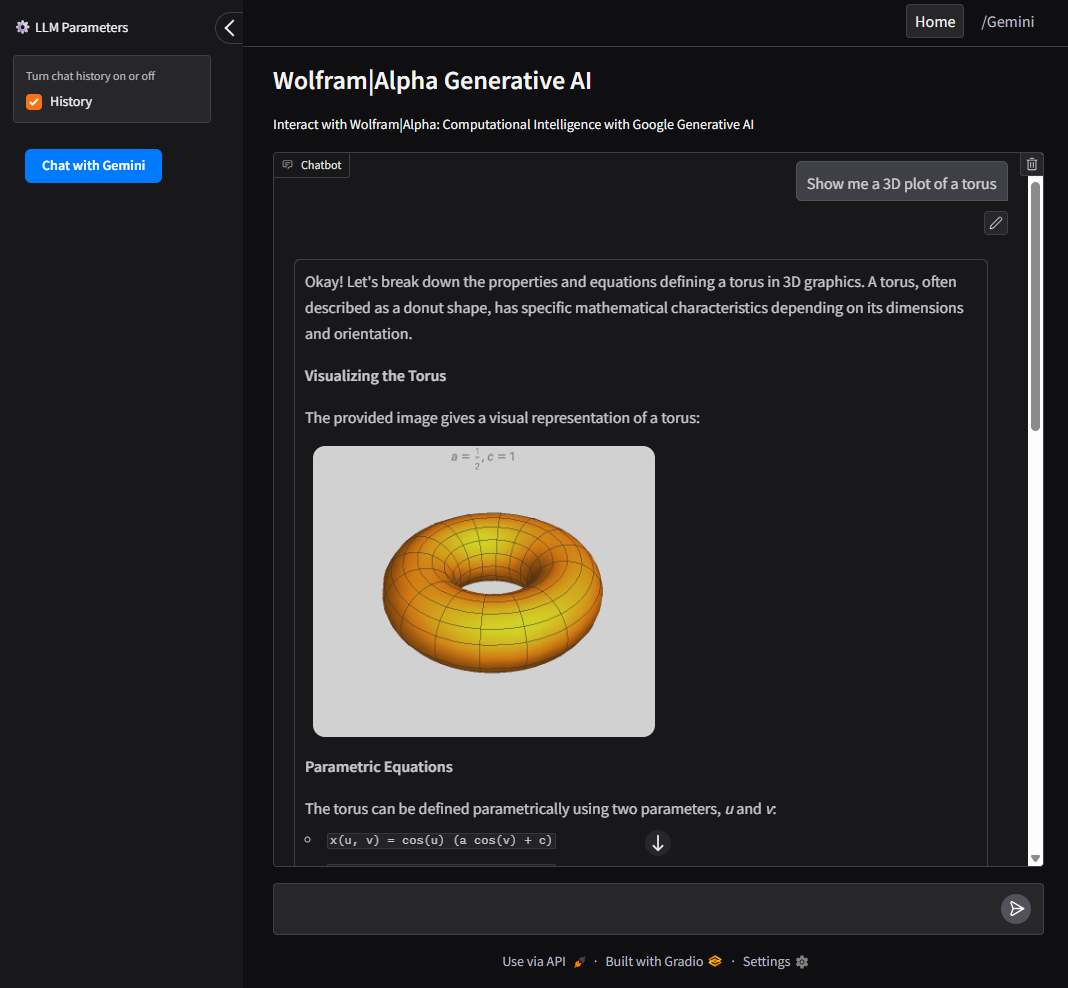 LLM Parameters
Home /Gemini
Turn chat history on or off
History
Chat with Gemini
Wolfram|Alpha Generative AI
Interact with Wolfram|Alpha: Computational Intelligence with Google Generative AI
Chatbot
Show me a 3D plot of a torus
Okay! Let's break down the properties and equations defining a torus in 3D graphics. A torus, often
described as a donut shape, has specific mathematical characteristics depending on its dimensions
and orientation.
Visualizing the Torus
The provided image gives a visual representation of a torus:
a = 1/2, c = 1
Parametric Equations
The torus can be defined parametrically using two parameters, u and v:
x(u, v) = cos(u) (a cos(v) + c)
Use via API · Built with Gradio · Settings